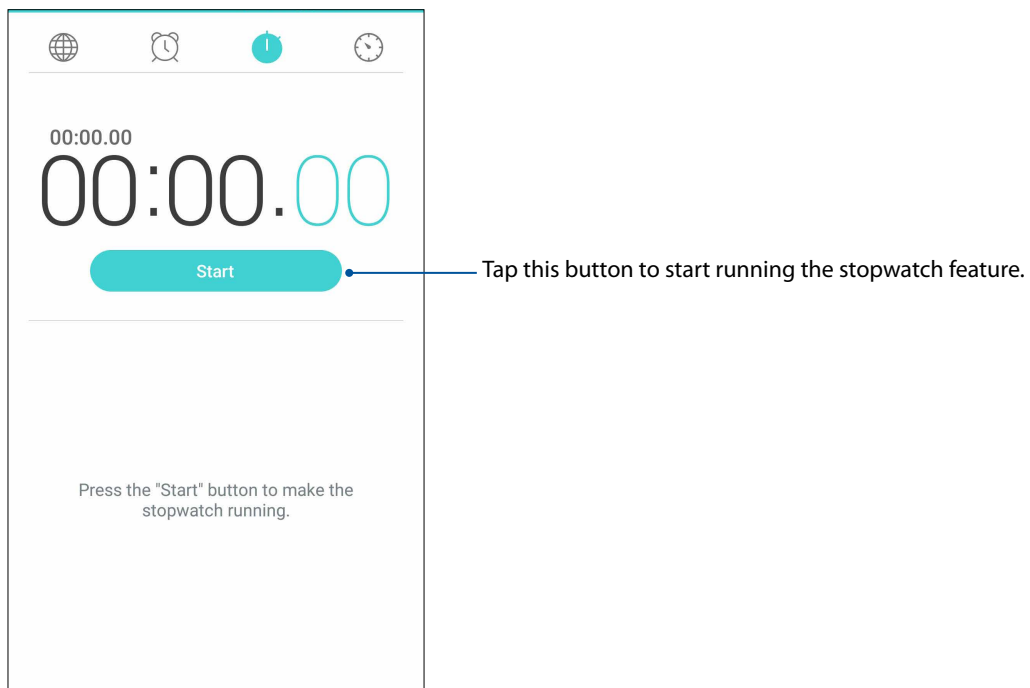 00:00.00
00:00.00
Start
Tap this button to start running the stopwatch feature.
Press the "Start" button to make the
stopwatch running.